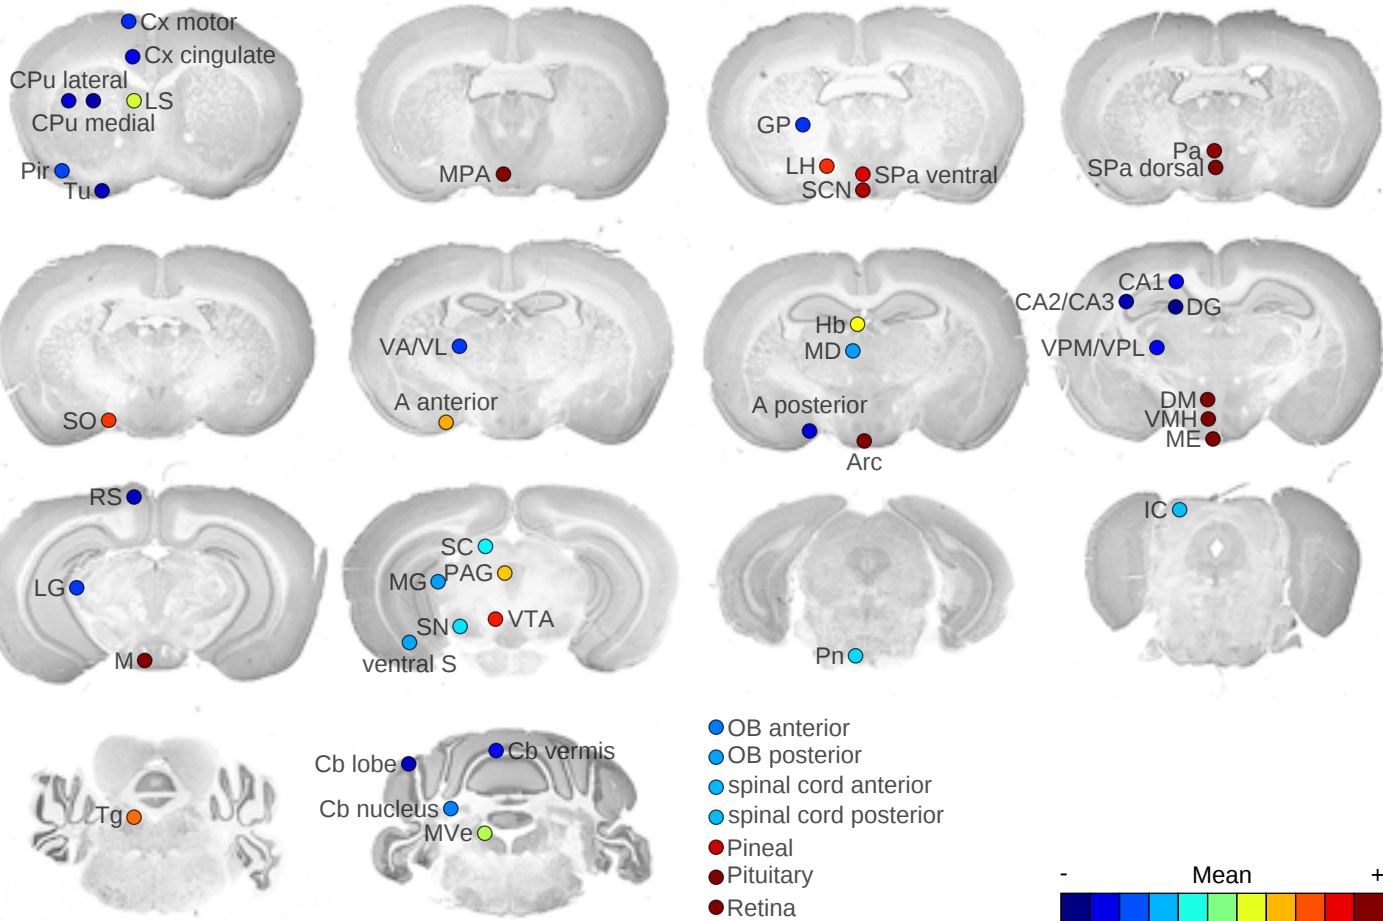 Cx motor
Cx cingulate
CPu lateral
LS
CPu medial
Pir
Tu
MPA
GP
LH
SPa ventral
SCN
Pa
SPa dorsal
SO
VA/VL
A anterior
Hb
MD
A posterior
Arc
CA1
CA2/CA3
DG
VPM/VPL
DM
VMH
ME
RS
LG
M
SC
PAG
MG
VTA
SN
ventral S
Pn
IC
Tg
Cb lobe
Cb vermis
Cb nucleus
MVe
OB anterior
OB posterior
spinal cord anterior
spinal cord posterior
Pineal
Pituitary
Retina
- Mean +